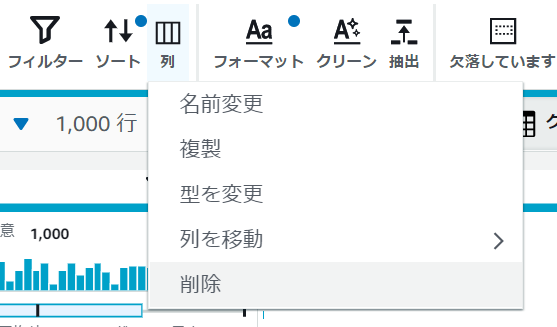 フィルター ソート 列 フォーマット クリーン 抽出 欠落しています
1,000 行
名前変更
複製
型を変更
列を移動
削除
意 1,000